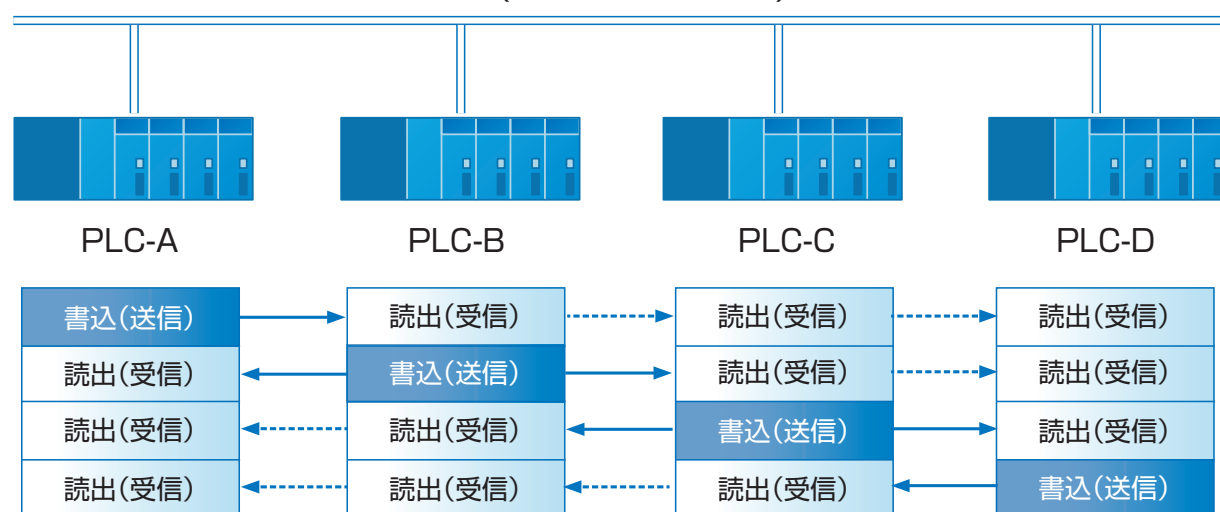 PLC-A PLC-B PLC-C PLC-D
書込(送信) 読出(受信) 読出(受信) 読出(受信)
読出(受信) 書込(送信) 読出(受信) 読出(受信)
読出(受信) 読出(受信) 書込(送信) 読出(受信)
読出(受信) 読出(受信) 読出(受信) 書込(送信)